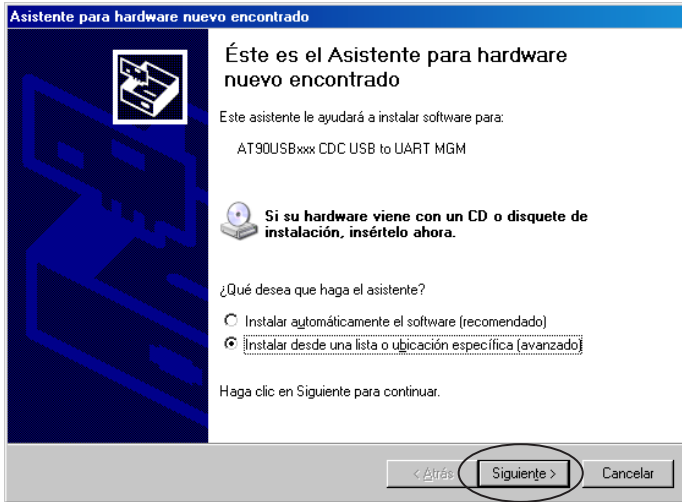 Asistente para hardware nuevo encontrado
Éste es el Asistente para hardware
nuevo encontrado
Este asistente le ayudará a instalar software para:
AT90USBxxx CDC USB to UART MGM
Si su hardware viene con un CD o disquete de
instalación, insértelo ahora.
¿Qué desea que haga el asistente?
Instalar automáticamente el software (recomendado)
Instalar desde una lista o ubicación específica (avanzado)
Haga clic en Siguiente para continuar.
< Atrás Siguiente > Cancelar